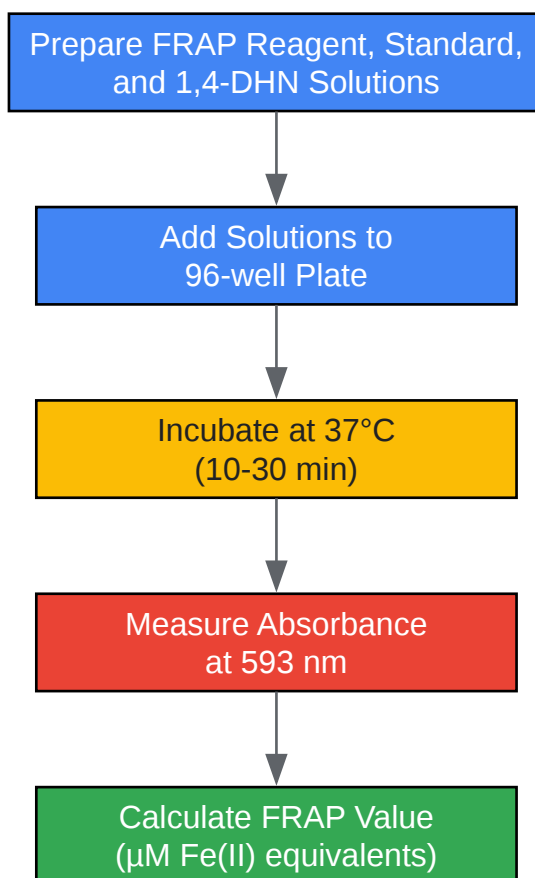 Prepare FRAP Reagent, Standard,
and 1,4-DHN Solutions
Add Solutions to
96-well Plate
Incubate at 37°C
(10-30 min)
Measure Absorbance
at 593 nm
Calculate FRAP Value
(µM Fe(II) equivalents)